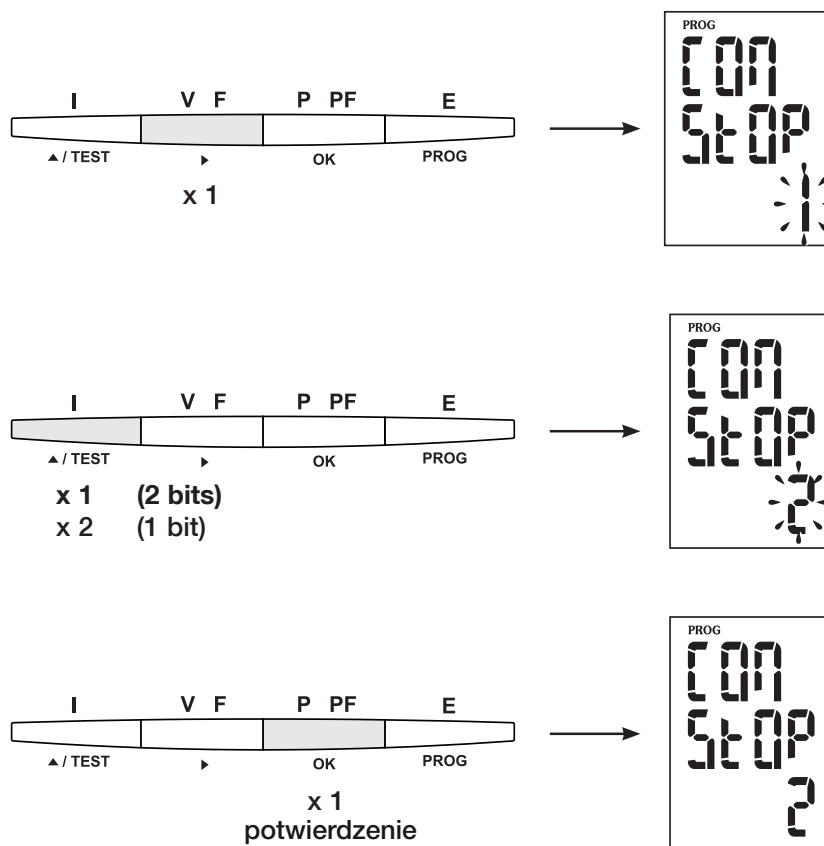 PROG
COM
I V F P PF E
StOP
▲ / TEST ▶ OK PROG
1
x 1
PROG
COM
I V F P PF E
StOP
▲ / TEST ▶ OK PROG
2
x 1 (2 bits)
x 2 (1 bit)
PROG
COM
I V F P PF E
StOP
▲ / TEST ▶ OK PROG
2
x 1
potwierdzenie